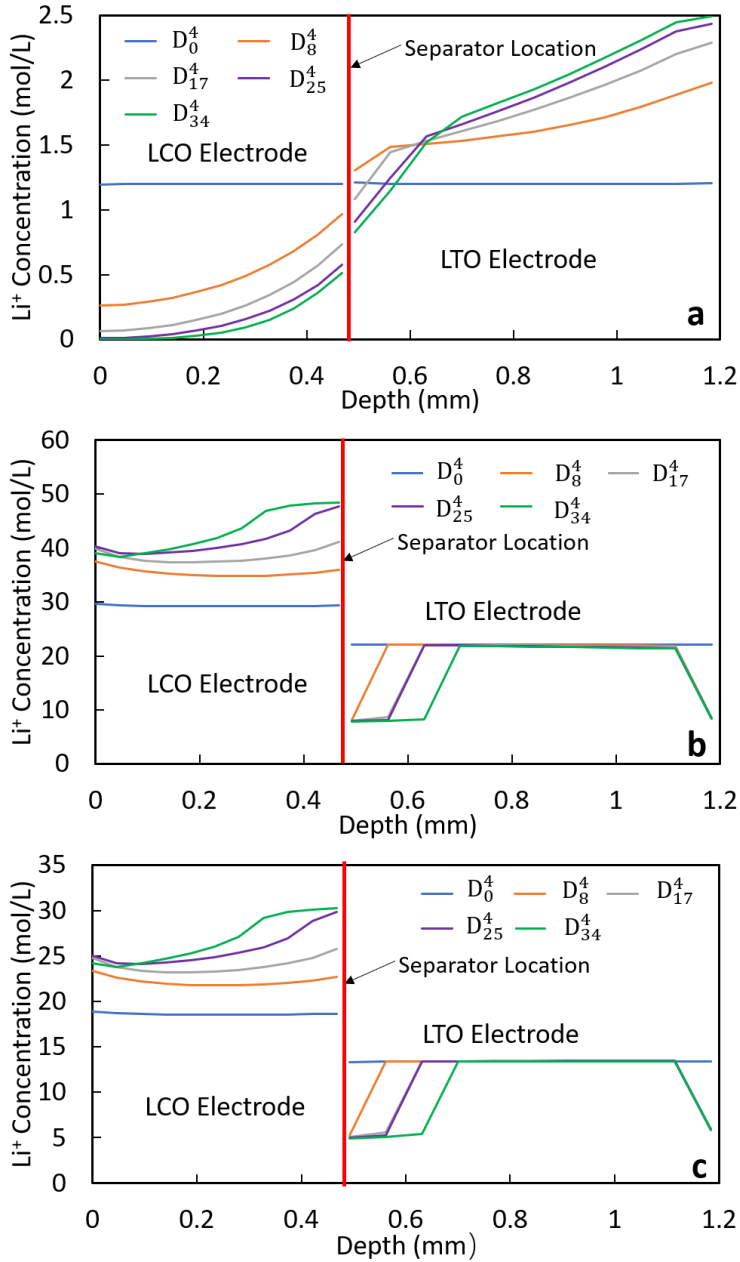 Li⁺ Concentration (mol/L)
2.5
2
1.5
1
0.5
0
D₀⁴ D₈⁴
D₁₇⁴ D₂₅⁴
D₃₄⁴
Separator Location
LCO Electrode
LTO Electrode
a
0 0.2 0.4 0.6 0.8 1 1.2
Depth (mm)
Li⁺ Concentration (mol/L)
60
50
40
30
20
10
0
D₀⁴ D₈⁴ D₁₇⁴
D₂₅⁴ D₃₄⁴
Separator Location
LTO Electrode
LCO Electrode
b
0 0.2 0.4 0.6 0.8 1 1.2
Depth (mm)
Li⁺ Concentration (mol/L)
35
30
25
20
15
10
5
0
D₀⁴ D₈⁴ D₁₇⁴
D₂₅⁴ D₃₄⁴
Separator Location
LTO Electrode
LCO Electrode
c
0 0.2 0.4 0.6 0.8 1 1.2
Depth (mm)